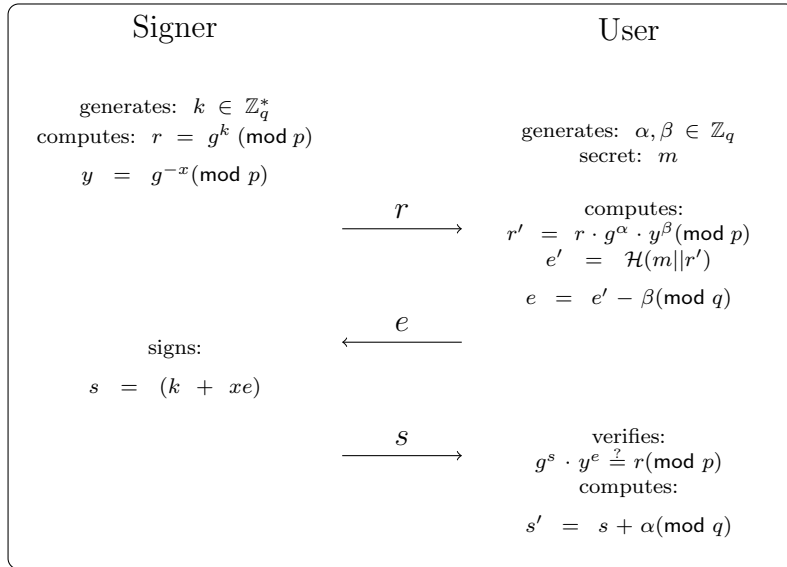 Signer
User
generates: k ∈ ℤ*_q
computes: r = g^k (mod p)
y = g^{-x}(mod p)
generates: α, β ∈ ℤ_q
secret: m
r
computes:
r′ = r · g^α · y^β(mod p)
e′ = ℋ(m||r′)
e = e′ − β(mod q)
e
signs:
s = (k + xe)
s
verifies:
g^s · y^e ≟ r(mod p)
computes:
s′ = s + α(mod q)